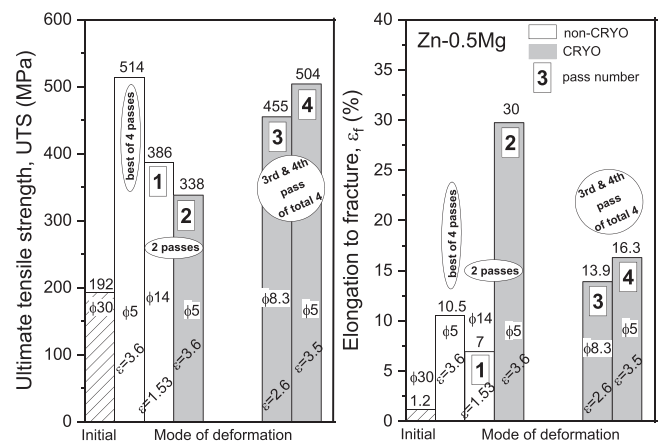 Ultimate tensile strength, UTS (MPa)
600
500
400
300
200
100
0
192
ϕ30
514
best of 4 passes
ϕ5
ε=3.6
386
1
ϕ14
ε=1.53
338
2
2 passes
ϕ5
ε=3.6
455
3
ϕ8.3
ε=2.6
504
4
3rd & 4th
pass
of total 4
ϕ5
ε=3.5
Initial
Mode of deformation
Elongation to fracture, εf (%)
40
35
30
25
20
15
10
5
0
Zn-0.5Mg
non-CRYO
CRYO
3 pass number
ϕ30
1.2
10.5
best of 4 passes
ϕ5
ε=3.6
ϕ14
7
1
ε=1.53
30
2
2 passes
ϕ5
ε=3.6
3rd & 4th
pass
of total 4
13.9
3
ϕ8.3
ε=2.6
16.3
4
ϕ5
ε=3.5
Initial
Mode of deformation